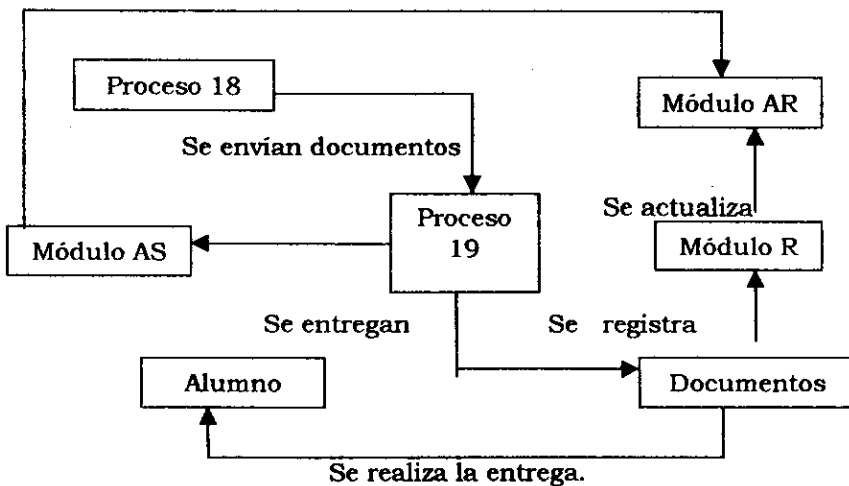 Proceso 18
Módulo AR
Se envían documentos
Proceso
19
Se actualiza
Módulo AS
Módulo R
Se entregan
Se registra
Alumno
Documentos
Se realiza la entrega.